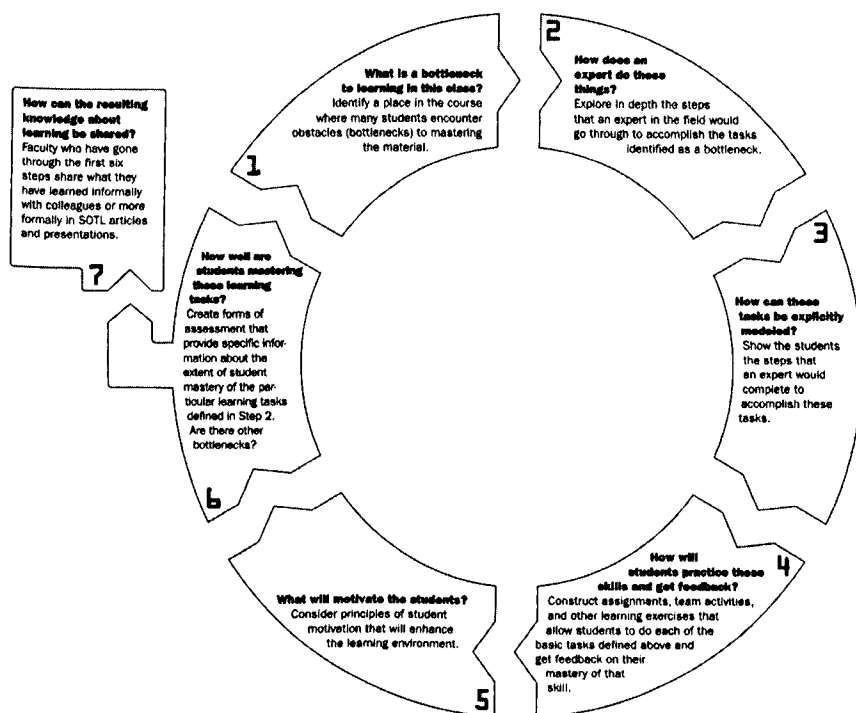 1
What is a bottleneck
to learning in this class?
Identify a place in the course
where many students encounter
obstacles (bottlenecks) to mastering
the material.
2
How does an
expert do these
things?
Explore in depth the steps
that an expert in the field would
go through to accomplish the tasks
identified as a bottleneck.
3
How can these
tasks be explicitly
modeled?
Show the students
the steps that
an expert would
complete to
accomplish these
tasks.
4
How will
students practice these
skills and get feedback?
Construct assignments, team activities,
and other learning exercises that
allow students to do each of the
basic tasks defined above and
get feedback on their
mastery of that
skill.
5
What will motivate the students?
Consider principles of student
motivation that will enhance
the learning environment.
6
How well are
students mastering
these learning
tasks?
Create forms of
assessment that
provide specific infor-
mation about the
extent of student
mastery of the par-
ticular learning tasks
defined in Step 2.
Are there other
bottlenecks?
7
How can the resulting
knowledge about
learning be shared?
Faculty who have gone
through the first six
steps share what they
have learned informally
with colleagues or more
formally in SOTL articles
and presentations.